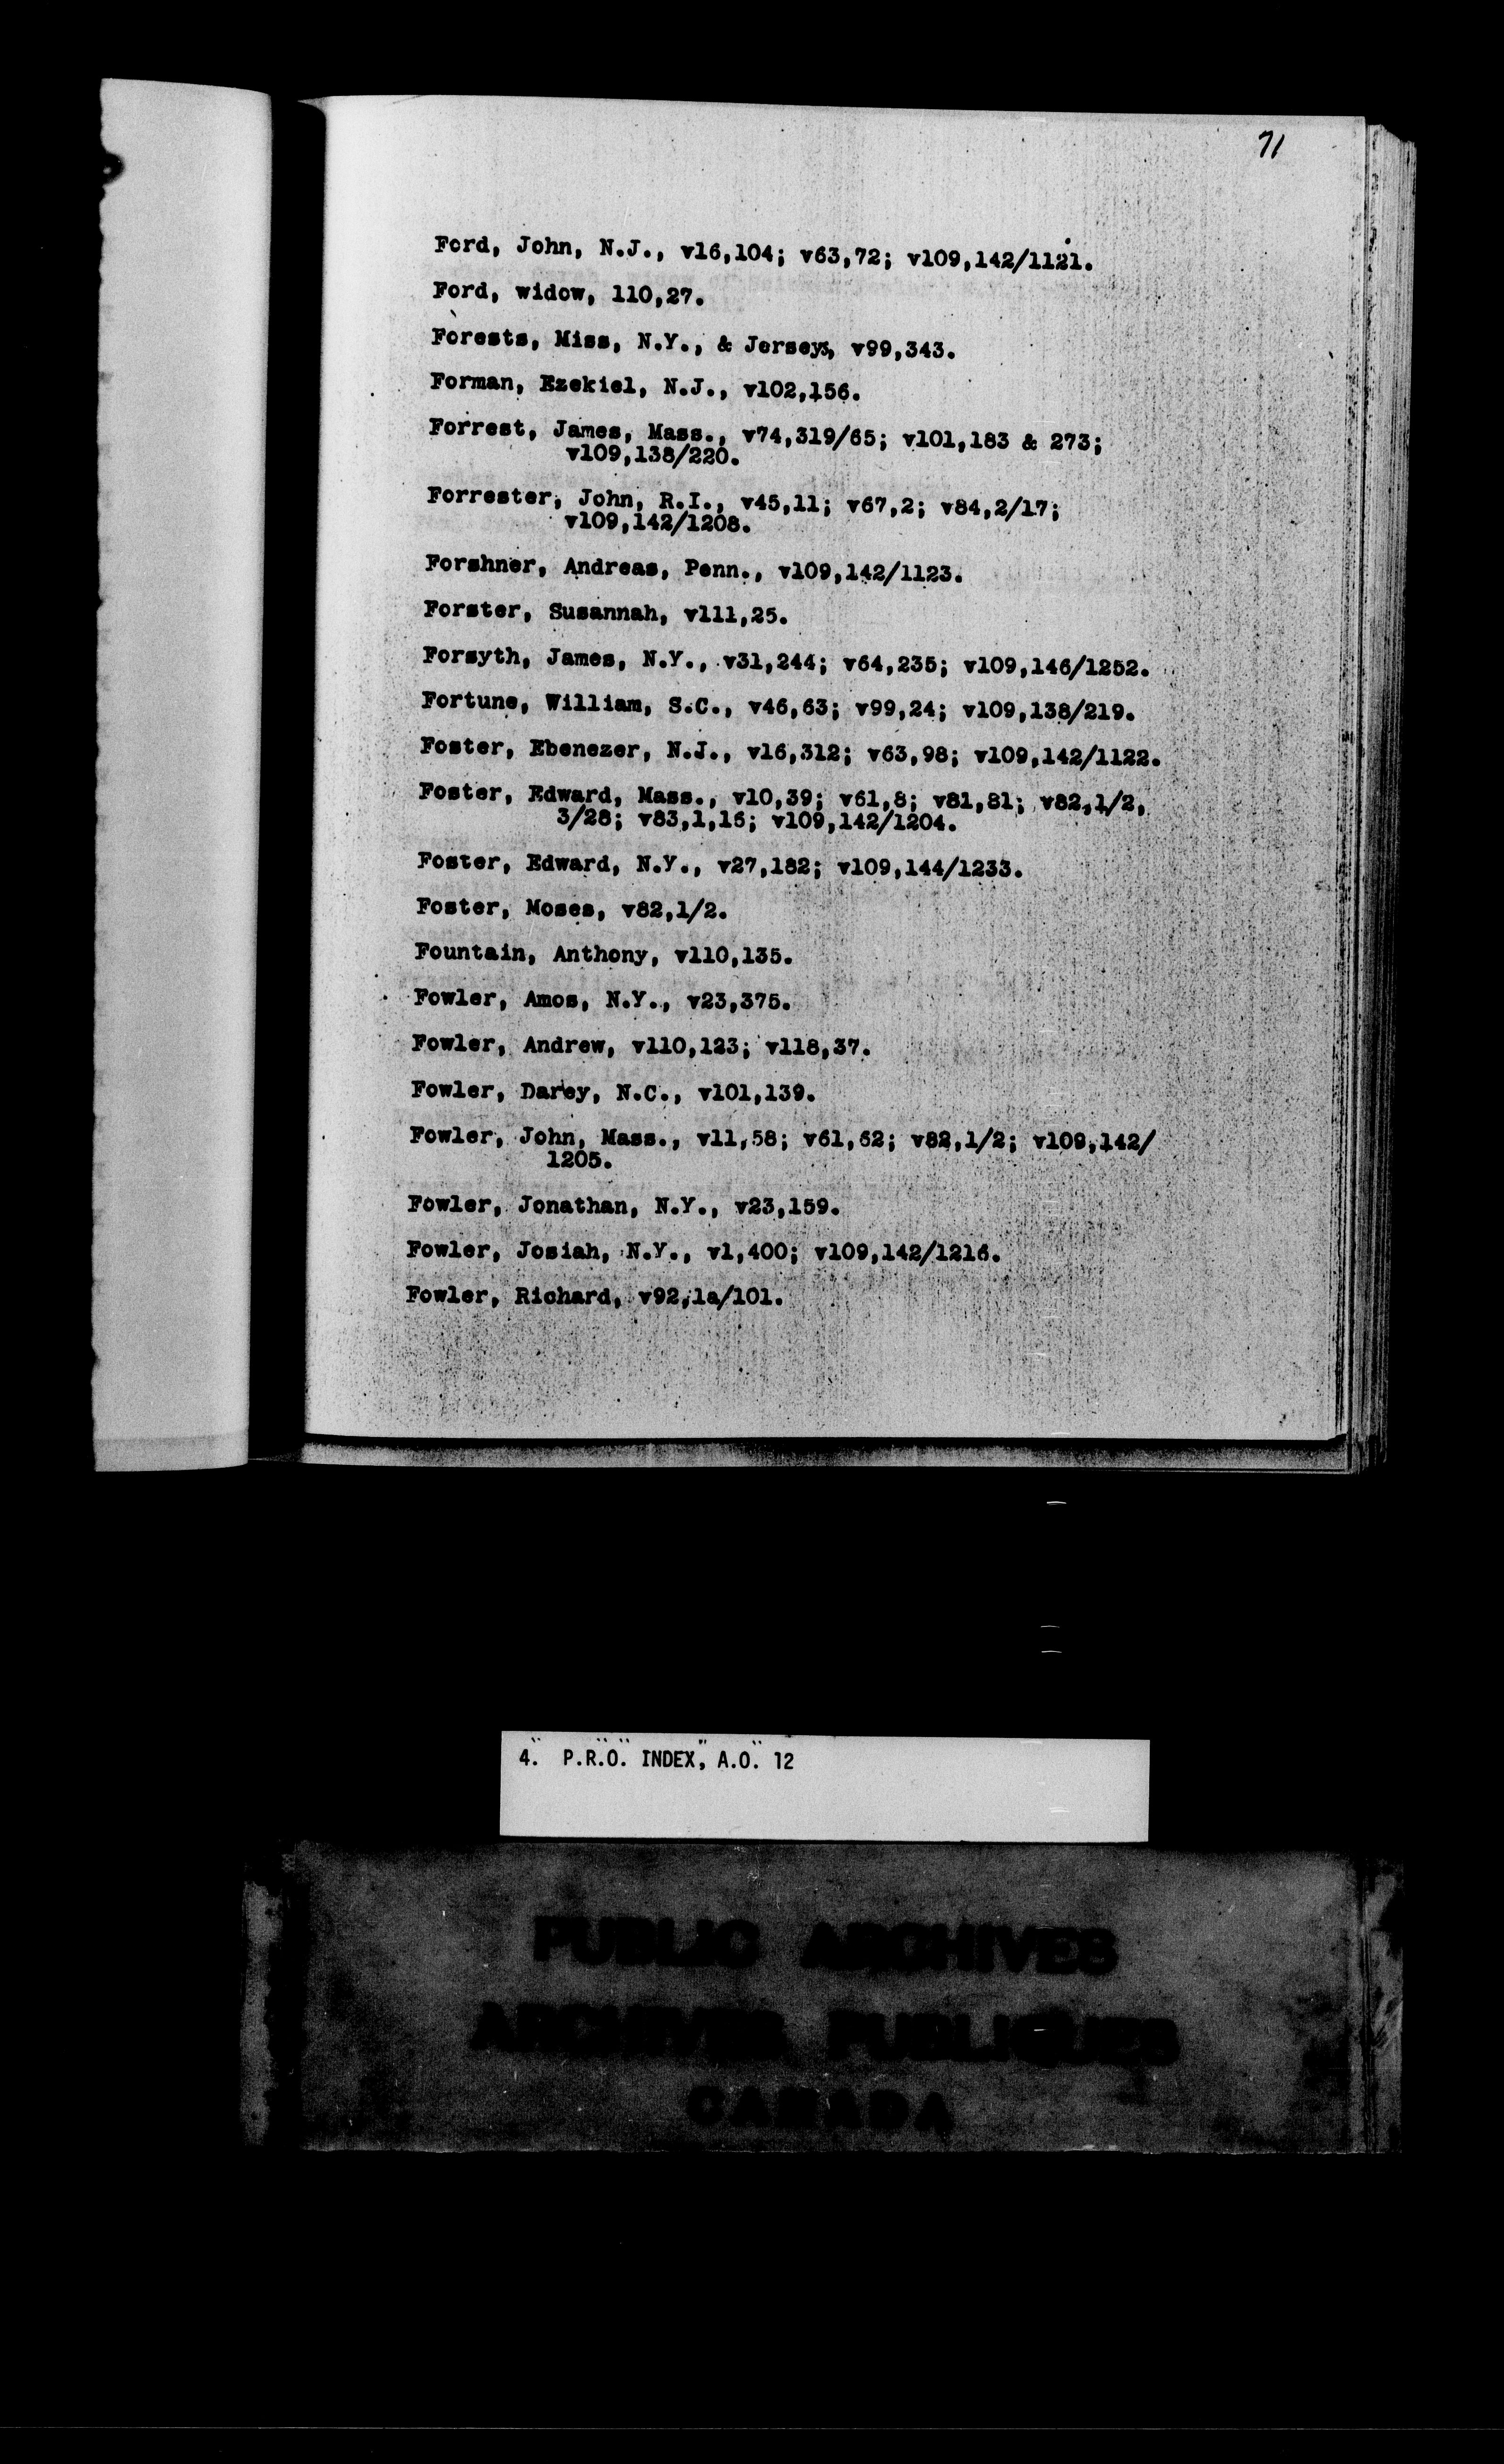 71
Ford, John, N.J., v16,104; v63,72; v109,142/1121.
Ford, widow, 110,27.
Forests, Miss, N.Y., & Jerseys, v99,343.
Forman, Ezekiel, N.J., v102,156.
Forrest, James, Mass., v74,319/65; v101,183 & 273;
v109,138/220.
Forrester, John, R.I., v45,11; v67,2; v84,2/17;
v109,142/1208.
Forshner, Andreas, Penn., v109,142/1123.
Forster, Susannah, v111,25.
Forsyth, James, N.Y., v31,244; v64,235; v109,146/1252.
Fortune, William, S.C., v46,63; v99,24; v109,138/219.
Foster, Ebenezer, N.J., v16,312; v63,98; v109,142/1122.
Foster, Edward, Mass., v10,39; v61,8; v81,81; v82,1/2,
3/28; v83,1,16; v109,142/1204.
Foster, Edward, N.Y., v27,182; v109,144/1233.
Foster, Moses, v82,1/2.
Fountain, Anthony, v110,135.
Fowler, Amos, N.Y., v23,375.
Fowler, Andrew, v110,123; v118,37.
Fowler, Darey, N.C., v101,139.
Fowler, John, Mass., v11,58; v61,62; v82,1/2; v109,142/
1205.
Fowler, Jonathan, N.Y., v23,159.
Fowler, Josiah, N.Y., v1,400; v109,142/1216.
Fowler, Richard, v92,1a/101.
4. P.R.O. INDEX, A.O. 12
PUBLIC ARCHIVES
ARCHIVES PUBLIQUES
CANADA